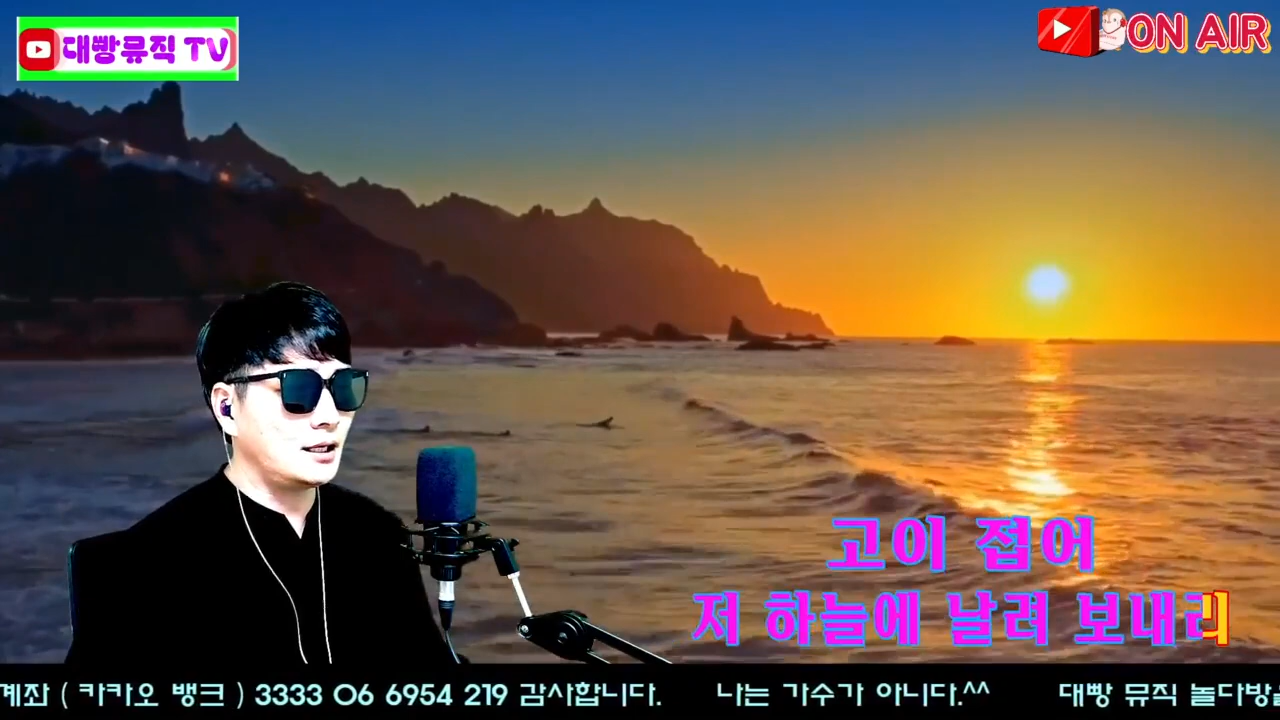 대빵뮤직 TV
ON AIR
고이 접어
저 하늘에 날려 보내리
계좌 ( 카카오 뱅크 ) 3333 06 6954 219 감사합니다. 나는 가수가 아니다.^^ 대빵 뮤직 놀다방을